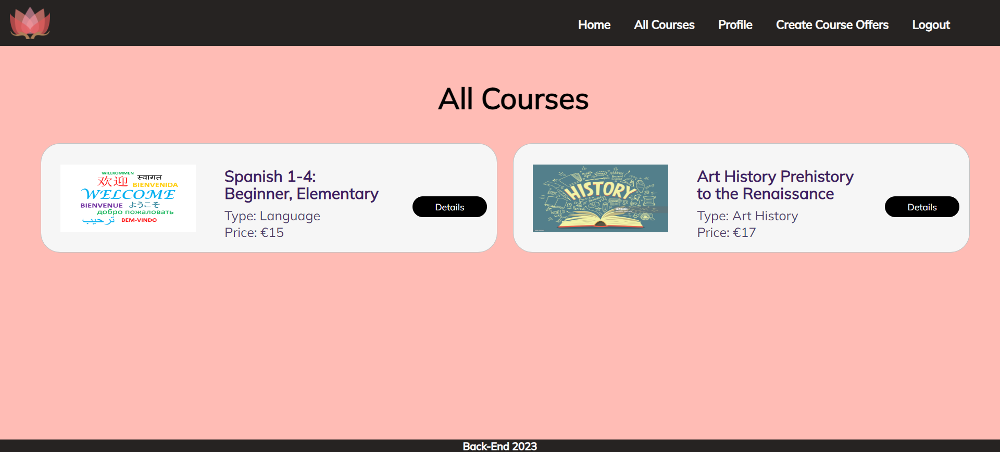 Home All Courses Profile Create Course Offers Logout
All Courses
WILLKOMMEN
欢迎 स्वागत
BIENVENIDA
WELCOME
BIENVENUE ようこそ
добро пожаловать
ترحيب BEM-VINDO
Spanish 1-4:
Beginner, Elementary
Type: Language
Price: €15
Details
HISTORY
WORLD
WAR
iStock
Art History Prehistory
to the Renaissance
Type: Art History
Price: €17
Details
Back-End 2023